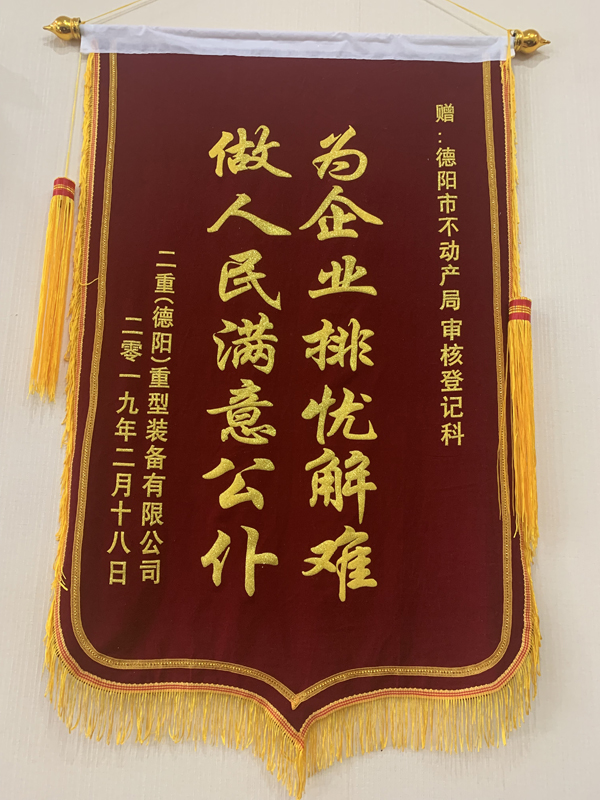 赠：德阳市不动产局 审核登记科
为企业排忧解难
做人民满意公仆
二重(德阳)重型装备有限公司
二零一九年二月十八日